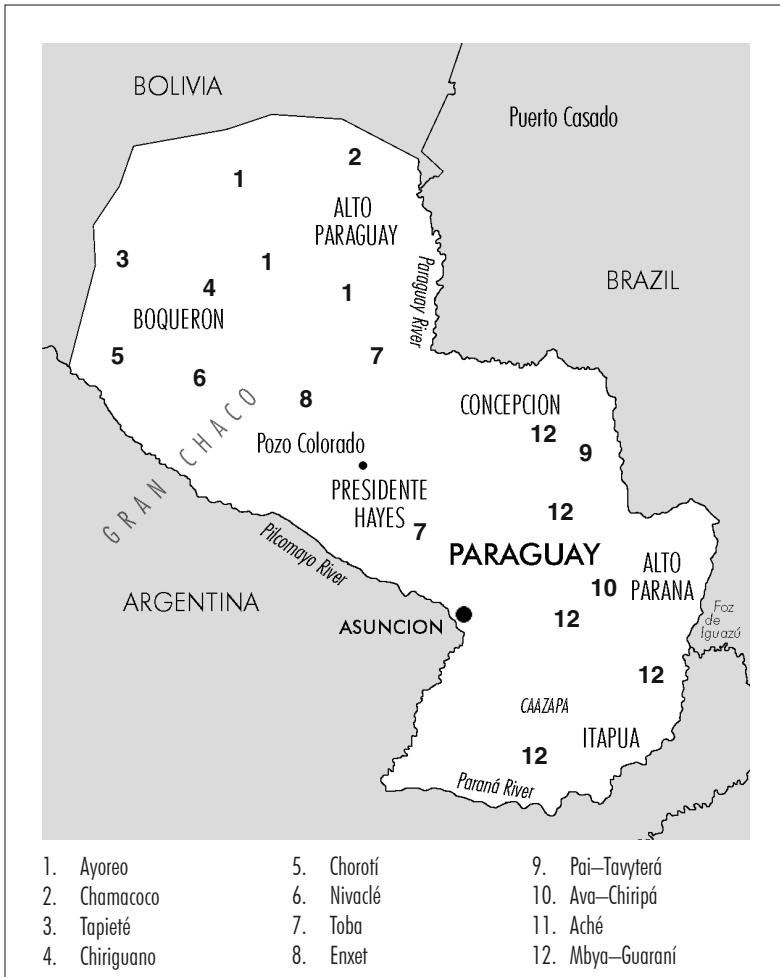 BOLIVIA
Puerto Casado
2
1
ALTO
PARAGUAY
3
1
Paraguay River
BRAZIL
4
1
BOQUERON
5
7
6
8
CONCEPCION
GRAN CHACO
12
Pozo Colorado
9
PRESIDENTE
HAYES
12
7
Pilcomayo River
PARAGUAY
ALTO
PARANA
10
ARGENTINA
Foz
de
Iguazú
ASUNCION
12
12
CAAZAPÁ
ITAPUA
12
Paraná River
1. Ayoreo
2. Chamacoco
3. Tapieté
4. Chiriguano
5. Chorotí
6. Nivaclé
7. Toba
8. Enxet
9. Pai–Tavyterá
10. Ava–Chiripá
11. Aché
12. Mbya–Guaraní